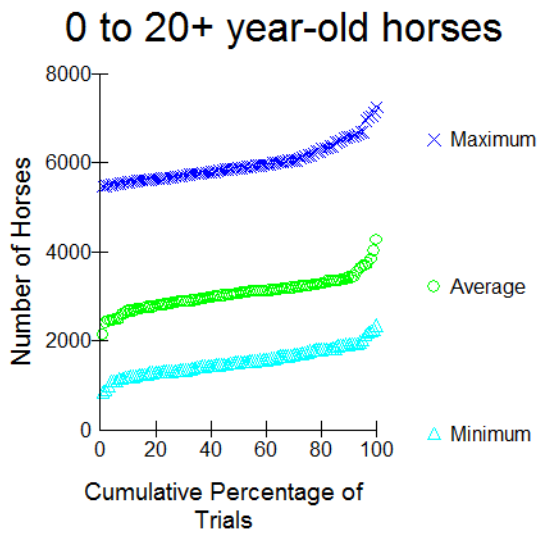 0 to 20+ year-old horses
8000
6000
4000
2000
0
Number of Horses
0 20 40 60 80 100
Cumulative Percentage of
Trials
Maximum
Average
Minimum